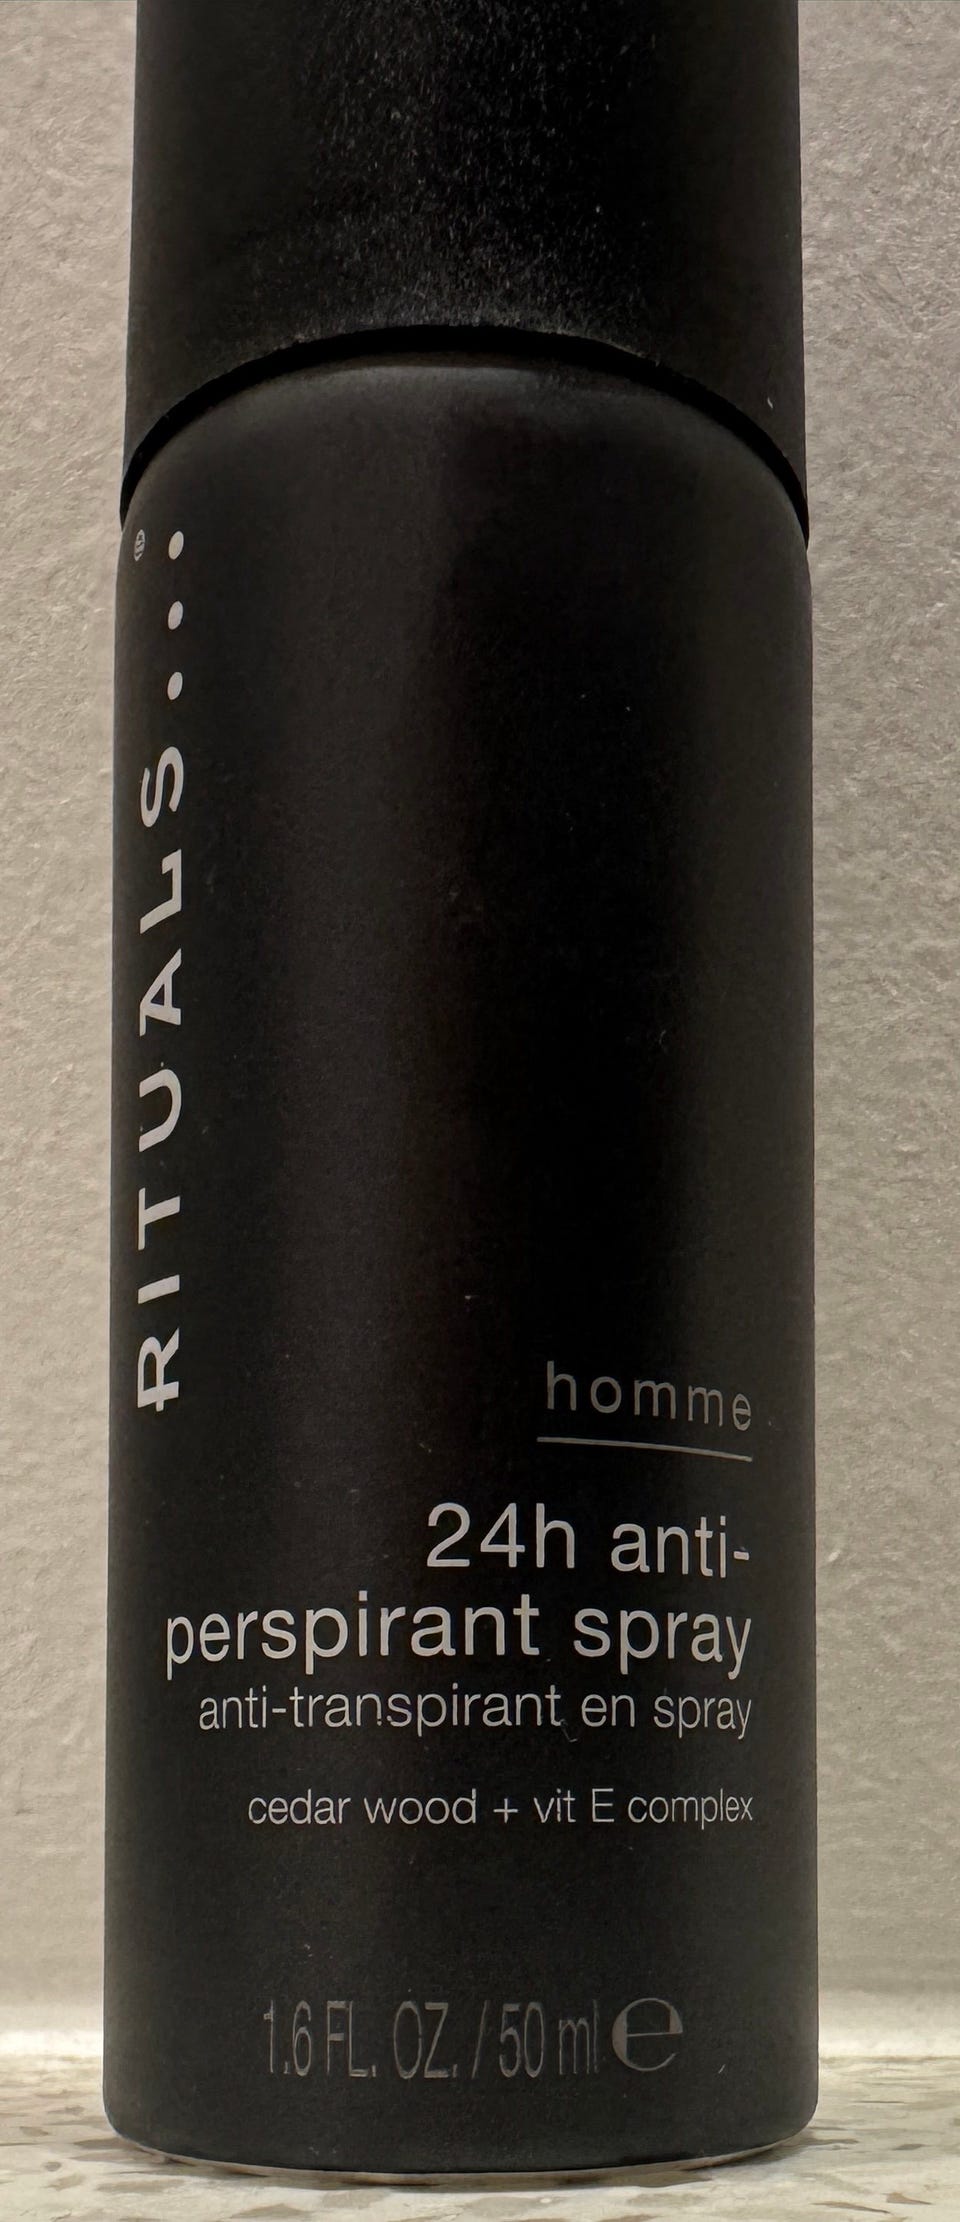 RITUALS...®
homme
24h anti-
perspirant spray
anti-transpirant en spray
cedar wood + vit E complex
1.6 FL. OZ. / 50 ml ℮